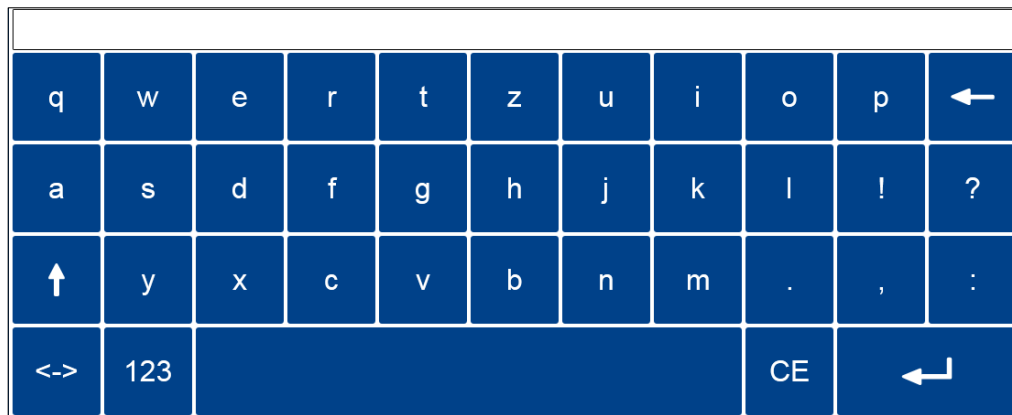 q w e r t z u i o p ←
a s d f g h j k l ! ?
↑ y x c v b n m . , :
<-> 123 CE ↵